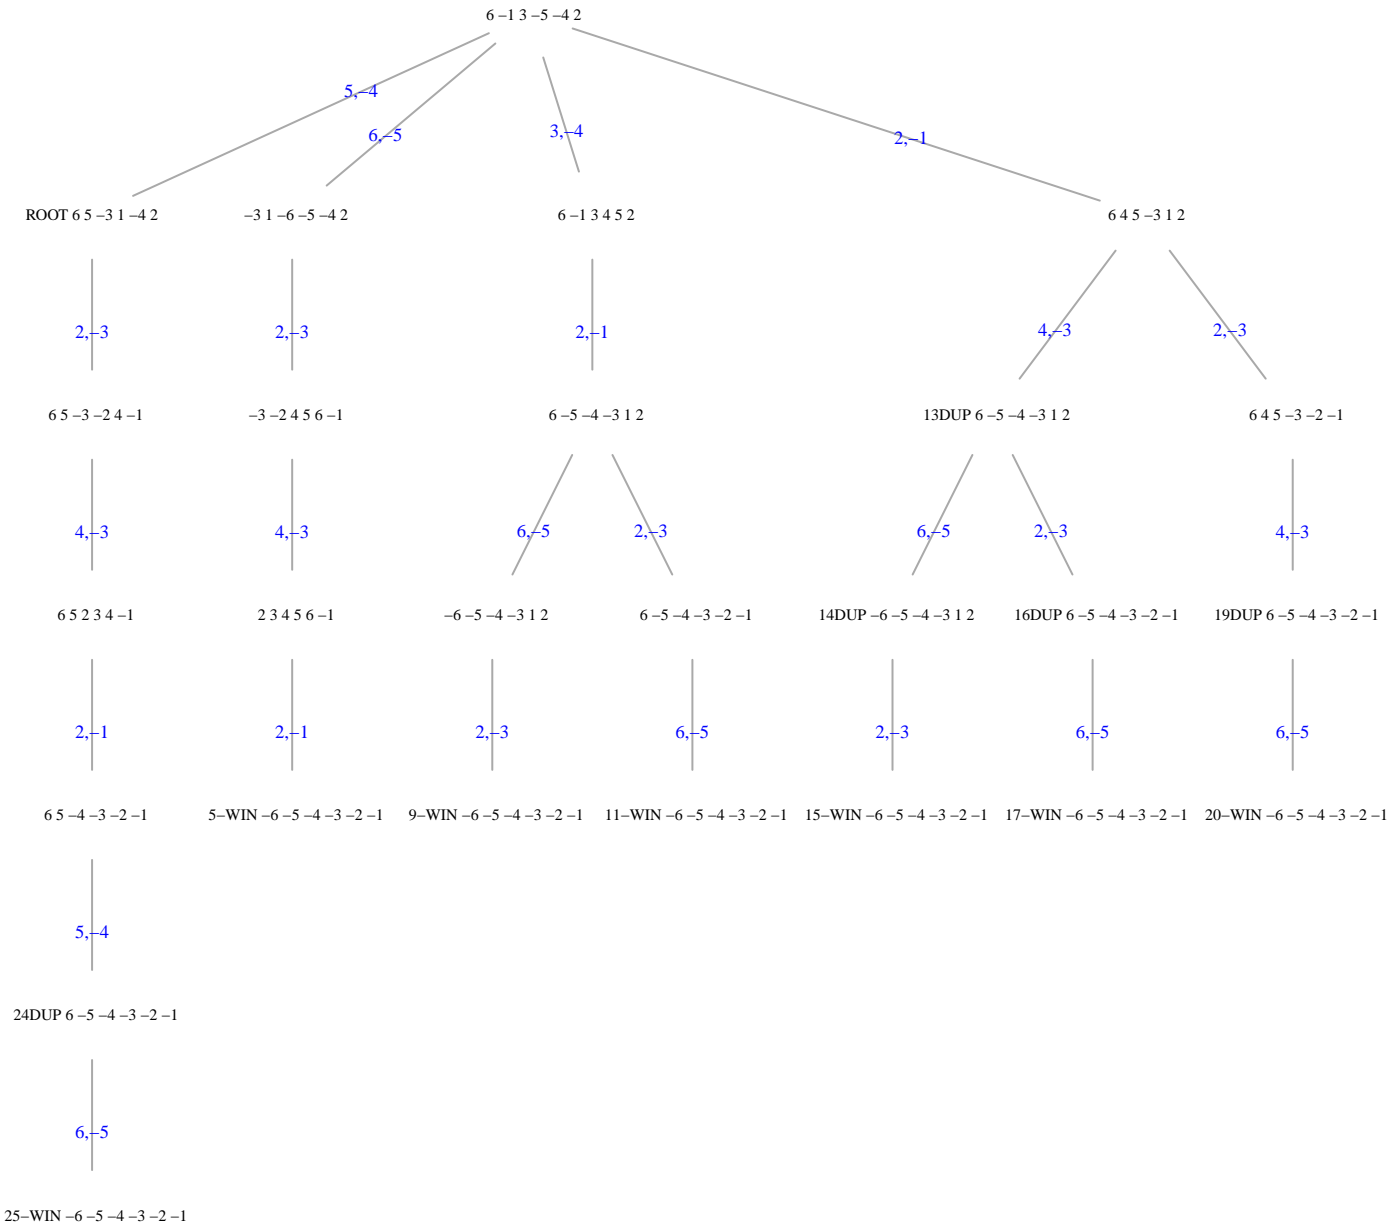 6 –1 3 –5 –4 2
5,–4
6,–5
3,–4
2,–1
ROOT 6 5 –3 1 –4 2
–3 1 –6 –5 –4 2
6 –1 3 4 5 2
6 4 5 –3 1 2
2,–3
2,–3
2,–1
4,–3
2,–3
6 5 –3 –2 4 –1
–3 –2 4 5 6 –1
6 –5 –4 –3 1 2
13DUP 6 –5 –4 –3 1 2
6 4 5 –3 –2 –1
4,–3
4,–3
6,–5
2,–3
6,–5
2,–3
4,–3
6 5 2 3 4 –1
2 3 4 5 6 –1
–6 –5 –4 –3 1 2
6 –5 –4 –3 –2 –1
14DUP –6 –5 –4 –3 1 2
16DUP 6 –5 –4 –3 –2 –1
19DUP 6 –5 –4 –3 –2 –1
2,–1
2,–1
2,–3
6,–5
2,–3
6,–5
6,–5
6 5 –4 –3 –2 –1
5–WIN –6 –5 –4 –3 –2 –1
9–WIN –6 –5 –4 –3 –2 –1
11–WIN –6 –5 –4 –3 –2 –1
15–WIN –6 –5 –4 –3 –2 –1
17–WIN –6 –5 –4 –3 –2 –1
20–WIN –6 –5 –4 –3 –2 –1
5,–4
24DUP 6 –5 –4 –3 –2 –1
6,–5
25–WIN –6 –5 –4 –3 –2 –1